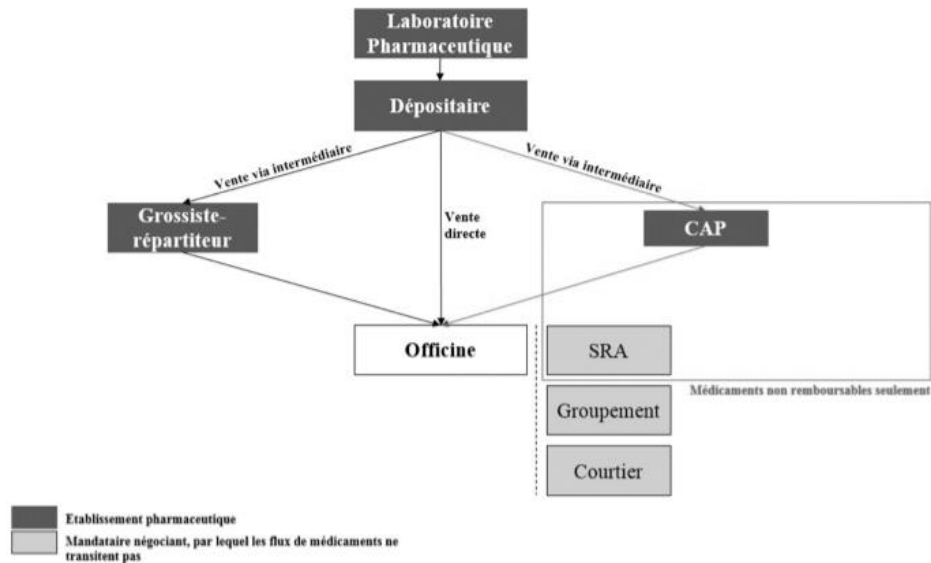 Laboratoire
Pharmaceutique
Dépositaire
Vente via intermédiaire
Vente via intermédiaire
Grossiste-
répartiteur
Vente
directe
CAP
Officine
SRA
Médicaments non remboursables seulement
Groupement
Courtier
Etablissement pharmaceutique
Mandataire négociant, par lequel les flux de médicaments ne
transitent pas